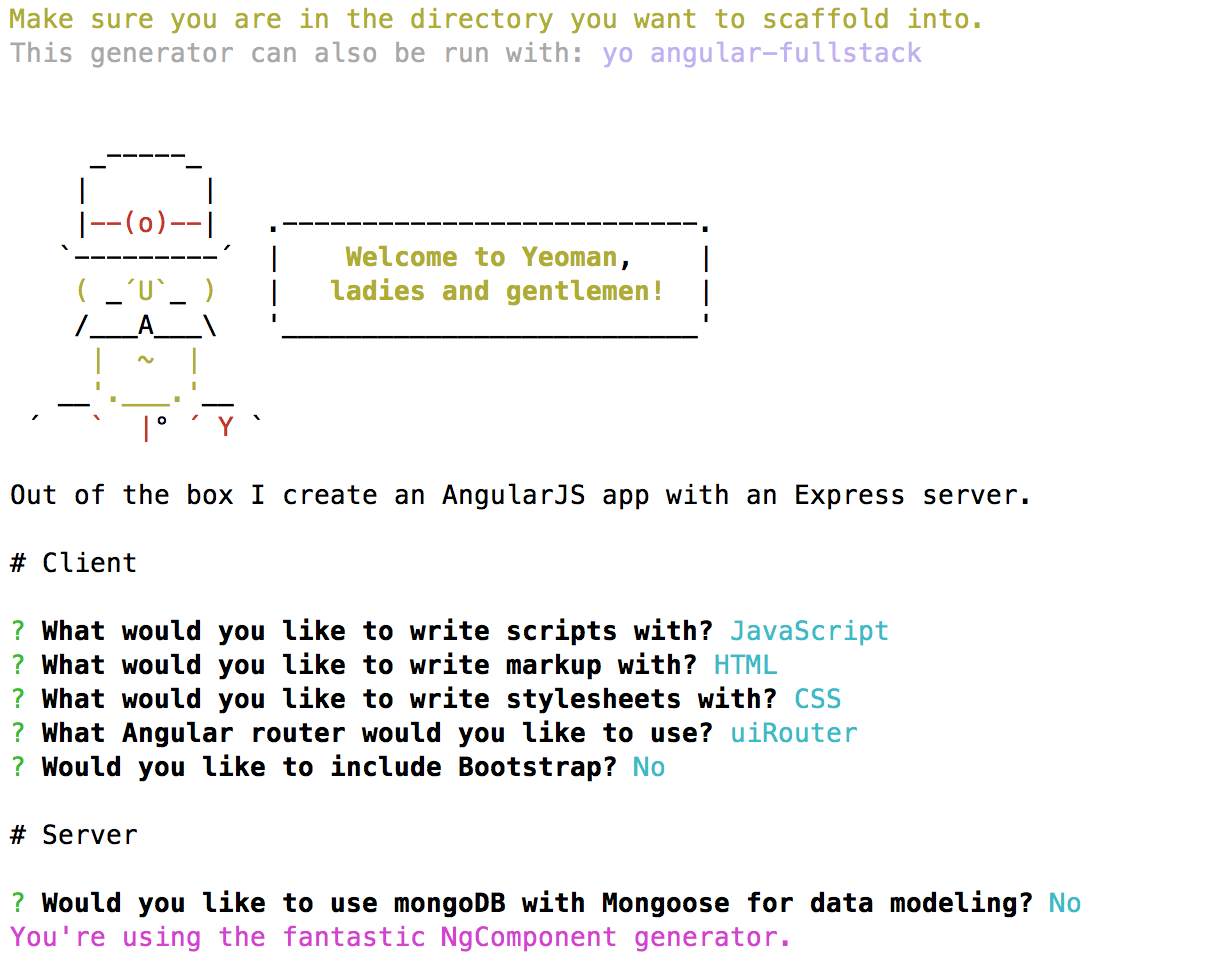 Make sure you are in the directory you want to scaffold into.
This generator can also be run with: yo angular-fullstack
     _-----_
    |       |
    |--(o)--|   .--------------------------.
   `---------´  |    Welcome to Yeoman,    |
    ( _´U`_ )   |   ladies and gentlemen!  |
    /___A___\   '__________________________'
     |  ~  |
   __'.___.'__
 ´   `  |° ´ Y `
Out of the box I create an AngularJS app with an Express server.
# Client
? What would you like to write scripts with? JavaScript
? What would you like to write markup with? HTML
? What would you like to write stylesheets with? CSS
? What Angular router would you like to use? uiRouter
? Would you like to include Bootstrap? No
# Server
? Would you like to use mongoDB with Mongoose for data modeling? No
You're using the fantastic NgComponent generator.